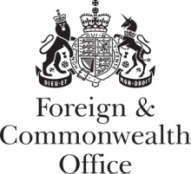 DIEU·ET
MON·DROIT
Foreign &
Commonwealth
Office